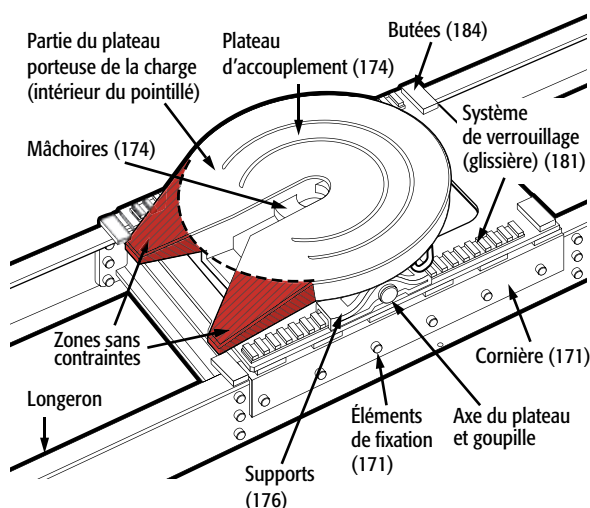 Partie du plateau
porteuse de la charge
(intérieur du pointillé)
Plateau
d'accouplement (174)
Butées (184)
Système
de verrouillage
(glissière) (181)
Mâchoires (174)
Zones sans
contraintes
Longeron
Supports
(176)
Éléments
de fixation
(171)
Axe du plateau
et goupille
Cornière (171)